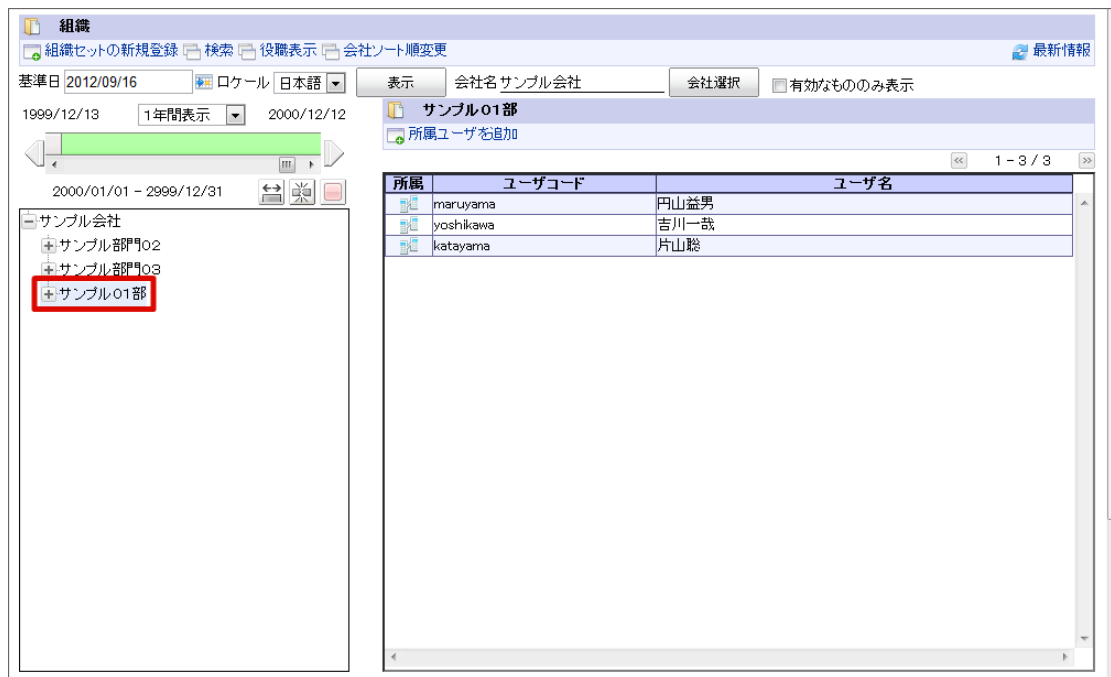 組織
組織セットの新規登録 検索 役職表示 会社ソート順変更 最新情報
基準日 2012/09/16 ロケール 日本語 表示 会社名 サンプル会社 会社選択 有効なもののみ表示
1999/12/13 1年間表示 2000/12/12
2000/01/01 - 2999/12/31
サンプル会社
サンプル部門02
サンプル部門03
サンプル01部
サンプル01部
所属ユーザを追加
1 - 3 / 3
所属 ユーザコード ユーザ名
maruyama 円山益男
yoshikawa 吉川一哉
katayama 片山聡